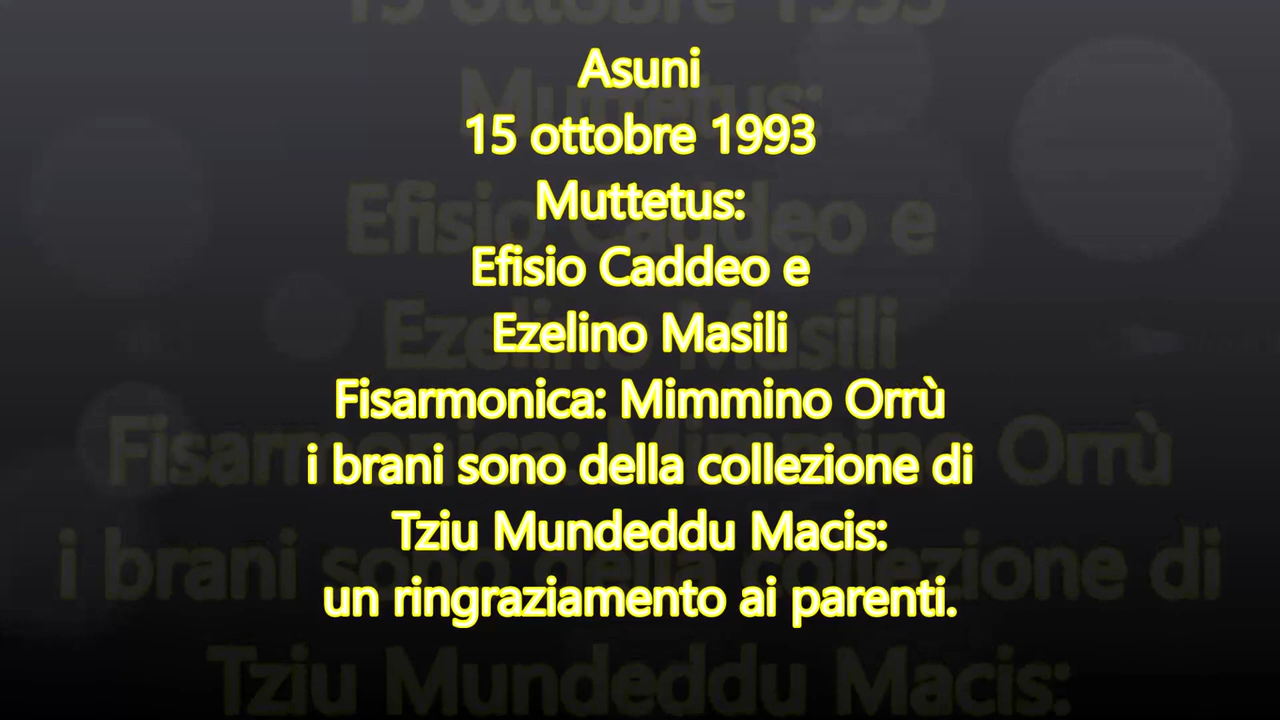 Asuni
15 ottobre 1993
Muttetus:
Efisio Caddeo e
Ezelino Masili
Fisarmonica: Mimmino Orrù
i brani sono della collezione di
Tziu Mundeddu Macis:
un ringraziamento ai parenti.